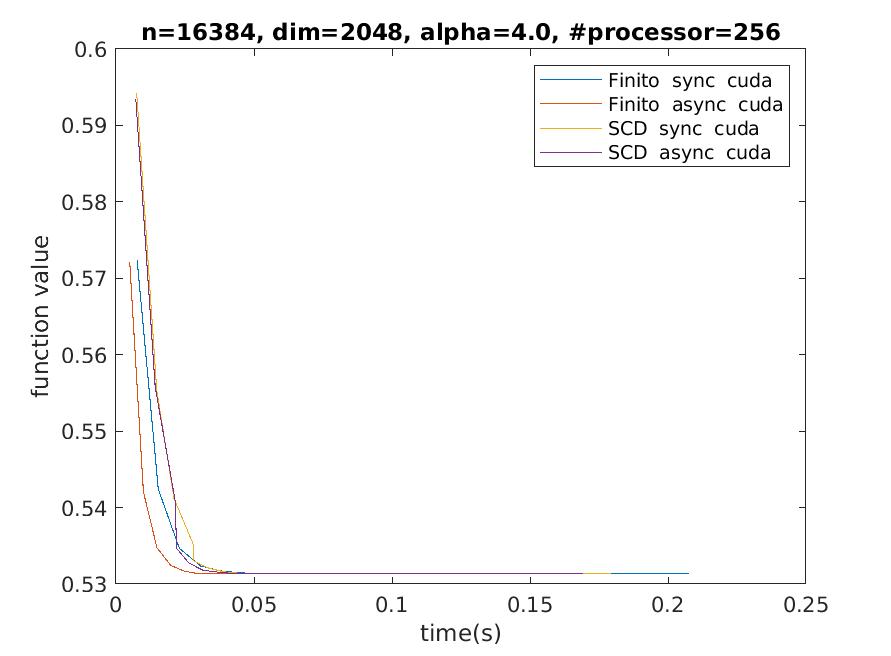 n=16384, dim=2048, alpha=4.0, #processor=256
0.6
0.59
0.58
0.57
0.56
0.55
0.54
0.53
function value
Finito sync cuda
Finito async cuda
SCD sync cuda
SCD async cuda
0 0.05 0.1 0.15 0.2 0.25
time(s)